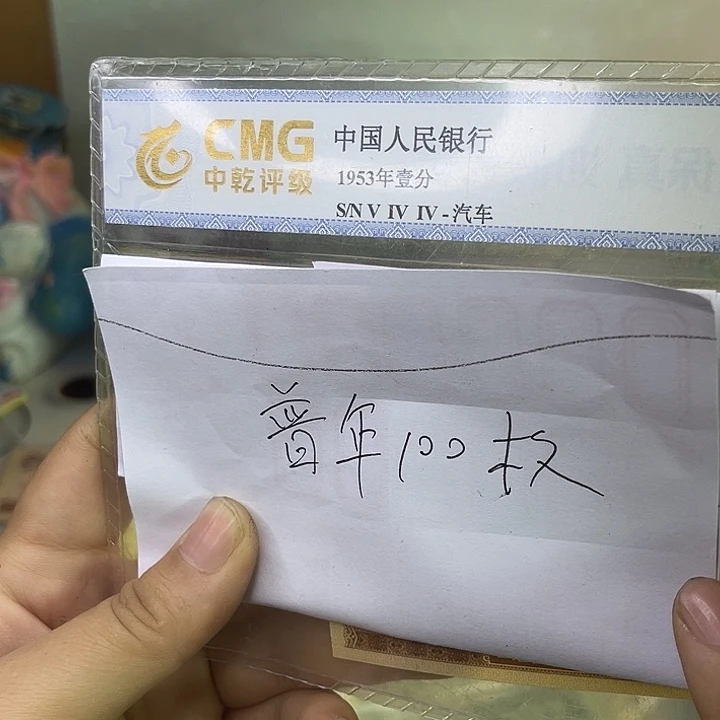 CMG
中乾评级
中国人民银行
1953年壹分
S/N V IV IV - 汽车
普年100枚